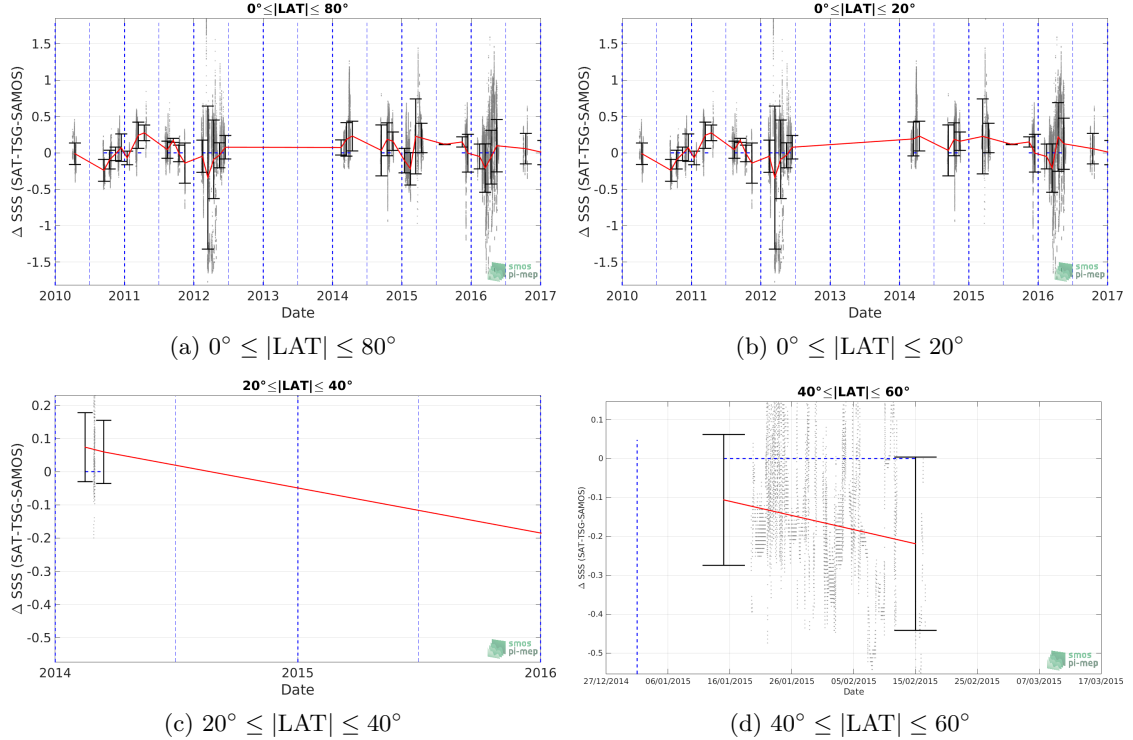 0°≤|LAT|≤ 80°
Δ SSS (SAT-TSG-SAMOS)
1.5
1
0.5
0
-0.5
-1
-1.5
2010 2011 2012 2013 2014 2015 2016 2017
Date
smos
pi-mep
(a) 0° ≤ |LAT| ≤ 80°
0°≤|LAT|≤ 20°
Δ SSS (SAT-TSG-SAMOS)
1.5
1
0.5
0
-0.5
-1
-1.5
2010 2011 2012 2013 2014 2015 2016 2017
Date
smos
pi-mep
(b) 0° ≤ |LAT| ≤ 20°
20°≤|LAT|≤ 40°
Δ SSS (SAT-TSG-SAMOS)
0.2
0.1
0
-0.1
-0.2
-0.3
-0.4
-0.5
2014 2015 2016
Date
smos
pi-mep
(c) 20° ≤ |LAT| ≤ 40°
40°≤|LAT|≤ 60°
Δ SSS (SAT-TSG-SAMOS)
0.1
0
-0.1
-0.2
-0.3
-0.4
-0.5
27/12/2014 06/01/2015 16/01/2015 26/01/2015 05/02/2015 15/02/2015 25/02/2015 07/03/2015 17/03/2015
Date
smos
pi-mep
(d) 40° ≤ |LAT| ≤ 60°